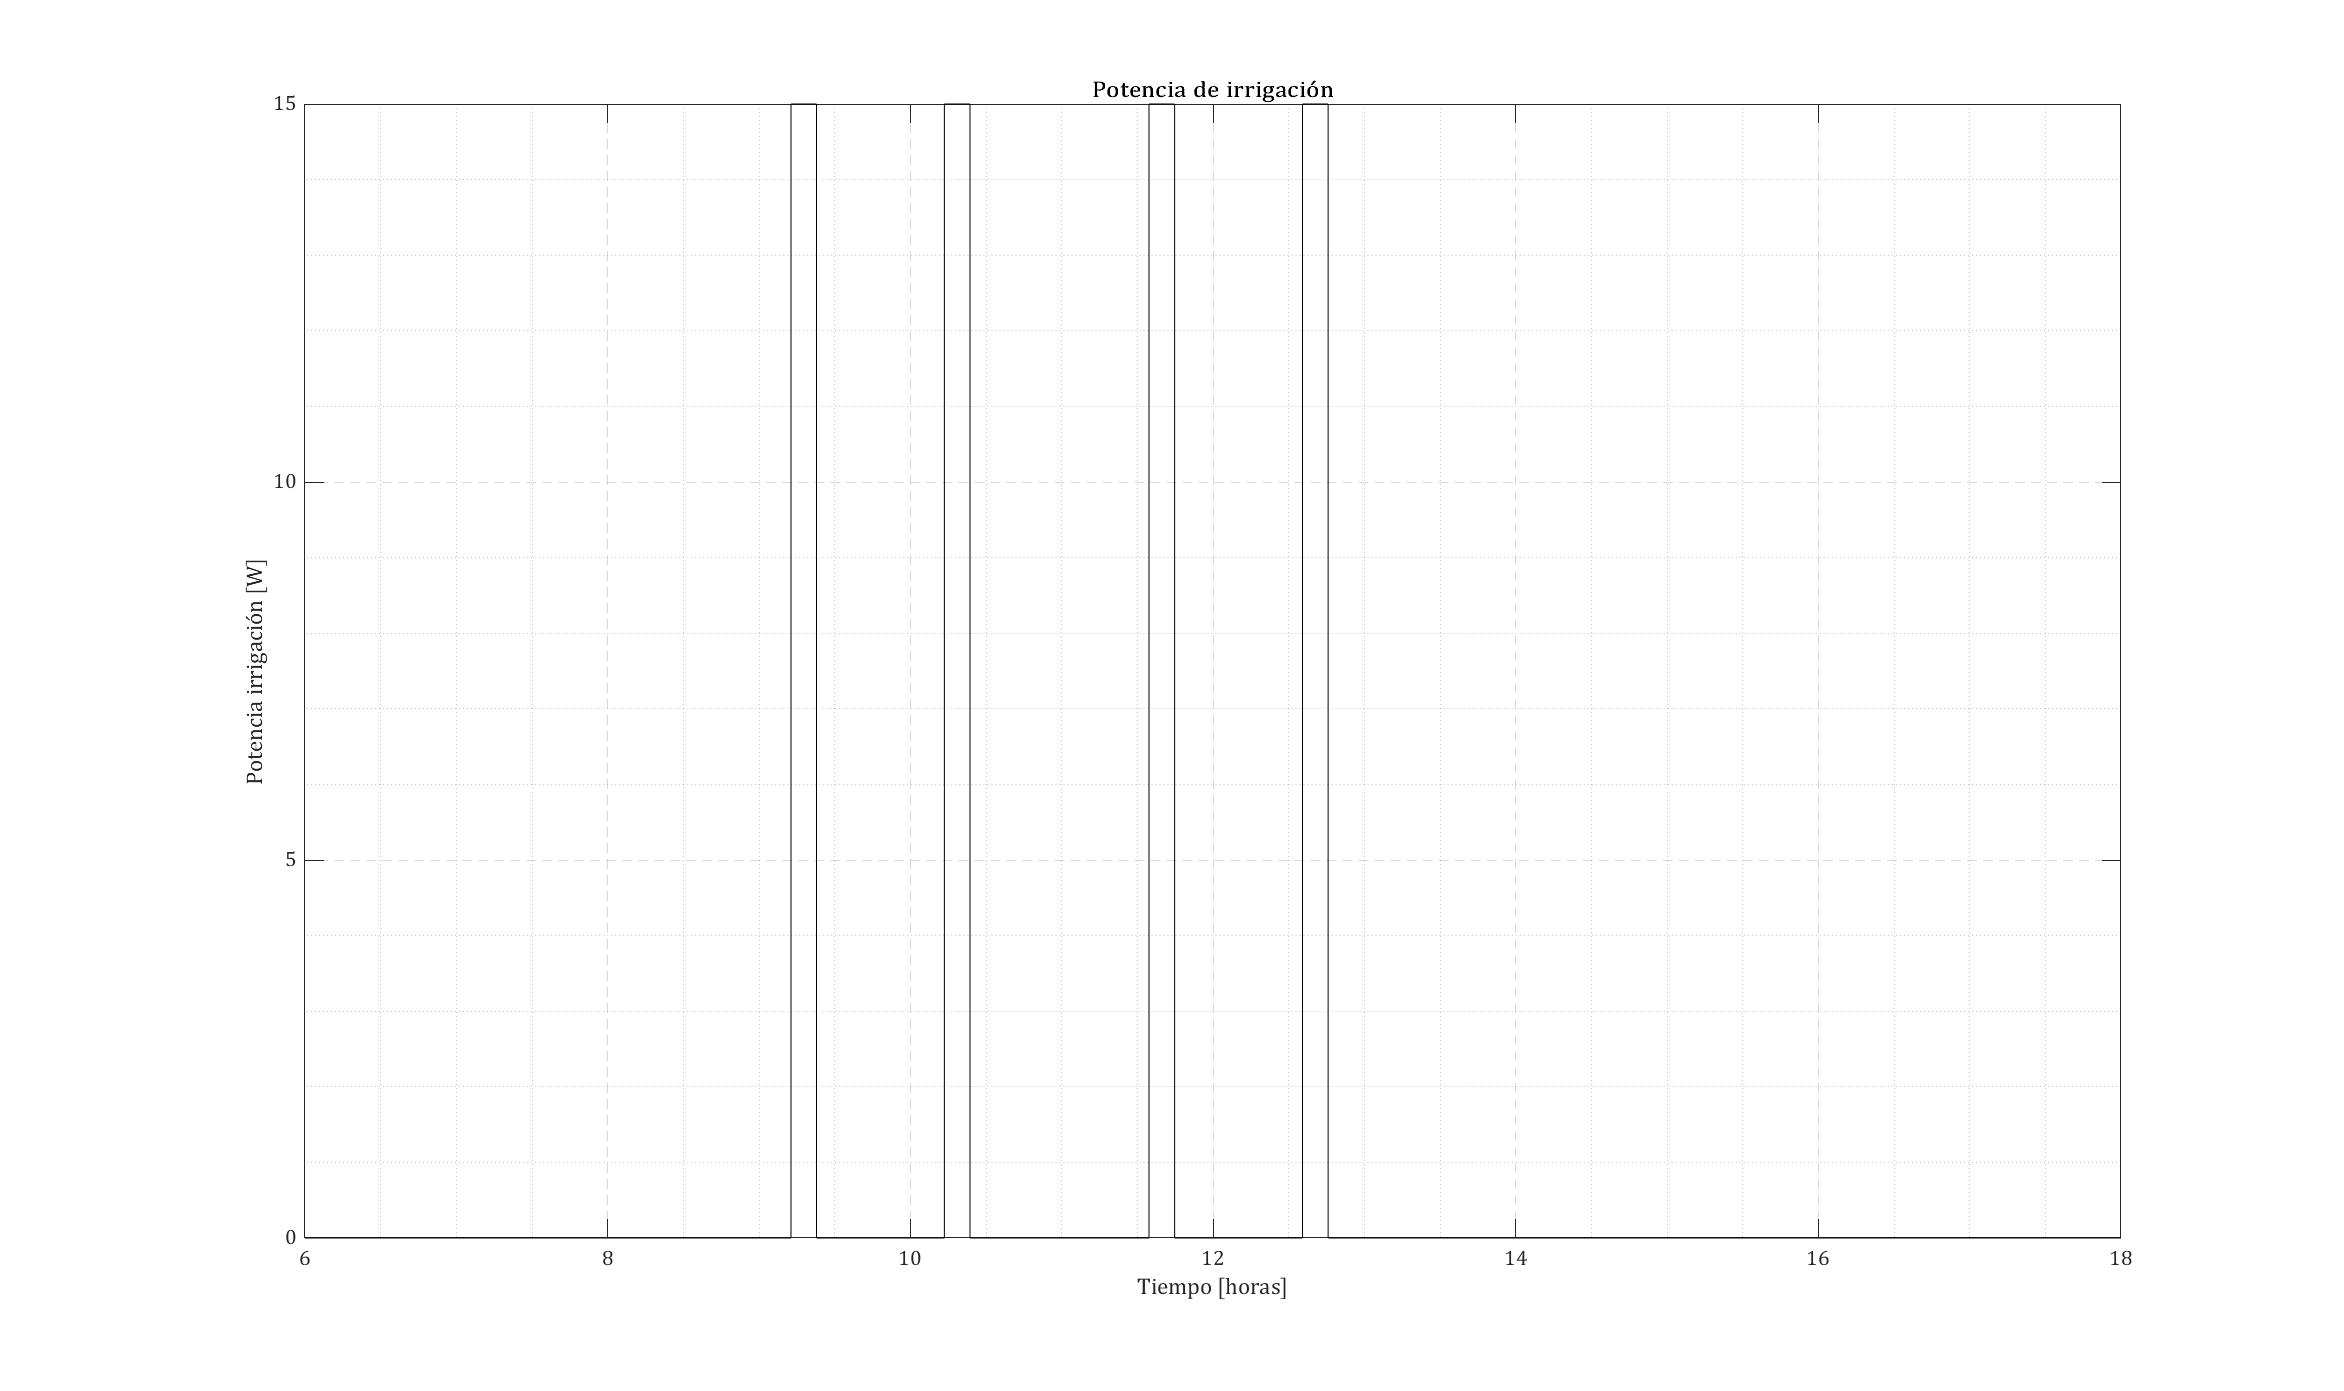 Potencia de irrigación
15
10
5
0
Potencia irrigación [W]
6 8 10 12 14 16 18
Tiempo [horas]